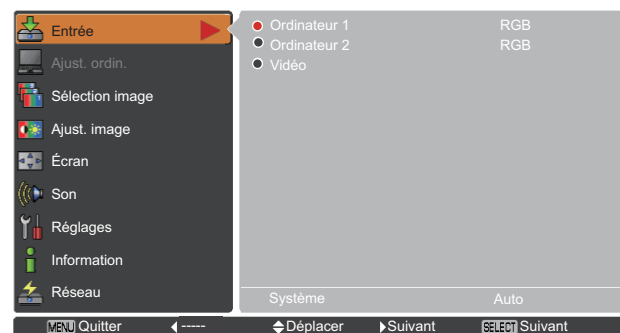 Entrée
Ajust. ordin.
Sélection image
Ajust. image
Écran
Son
Réglages
Information
Réseau
Ordinateur 1 RGB
Ordinateur 2 RGB
Vidéo
Système Auto
MENU Quitter ----- Déplacer Suivant SELECT Suivant